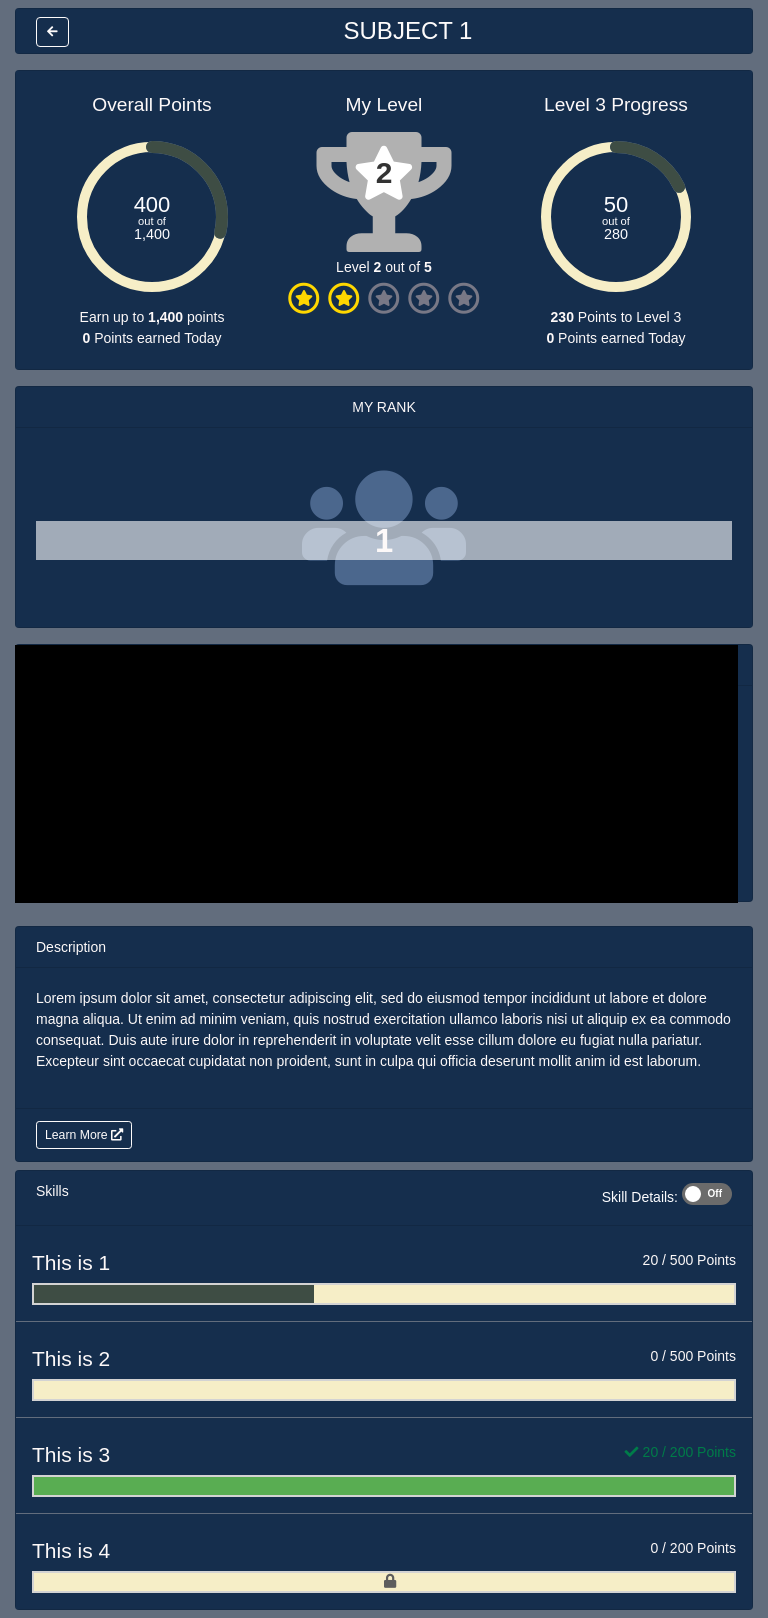 SUBJECT 1
Overall Points
My Level
Level 3 Progress
400
out of
1,400
2
50
out of
280
Level 2 out of 5
Earn up to 1,400 points
0 Points earned Today
230 Points to Level 3
0 Points earned Today
MY RANK
1
Description
Lorem ipsum dolor sit amet, consectetur adipiscing elit, sed do eiusmod tempor incididunt ut labore et dolore
magna aliqua. Ut enim ad minim veniam, quis nostrud exercitation ullamco laboris nisi ut aliquip ex ea commodo
consequat. Duis aute irure dolor in reprehenderit in voluptate velit esse cillum dolore eu fugiat nulla pariatur.
Excepteur sint occaecat cupidatat non proident, sunt in culpa qui officia deserunt mollit anim id est laborum.
Learn More
Skills
Skill Details: Off
This is 1
20 / 500 Points
This is 2
0 / 500 Points
This is 3
20 / 200 Points
This is 4
0 / 200 Points